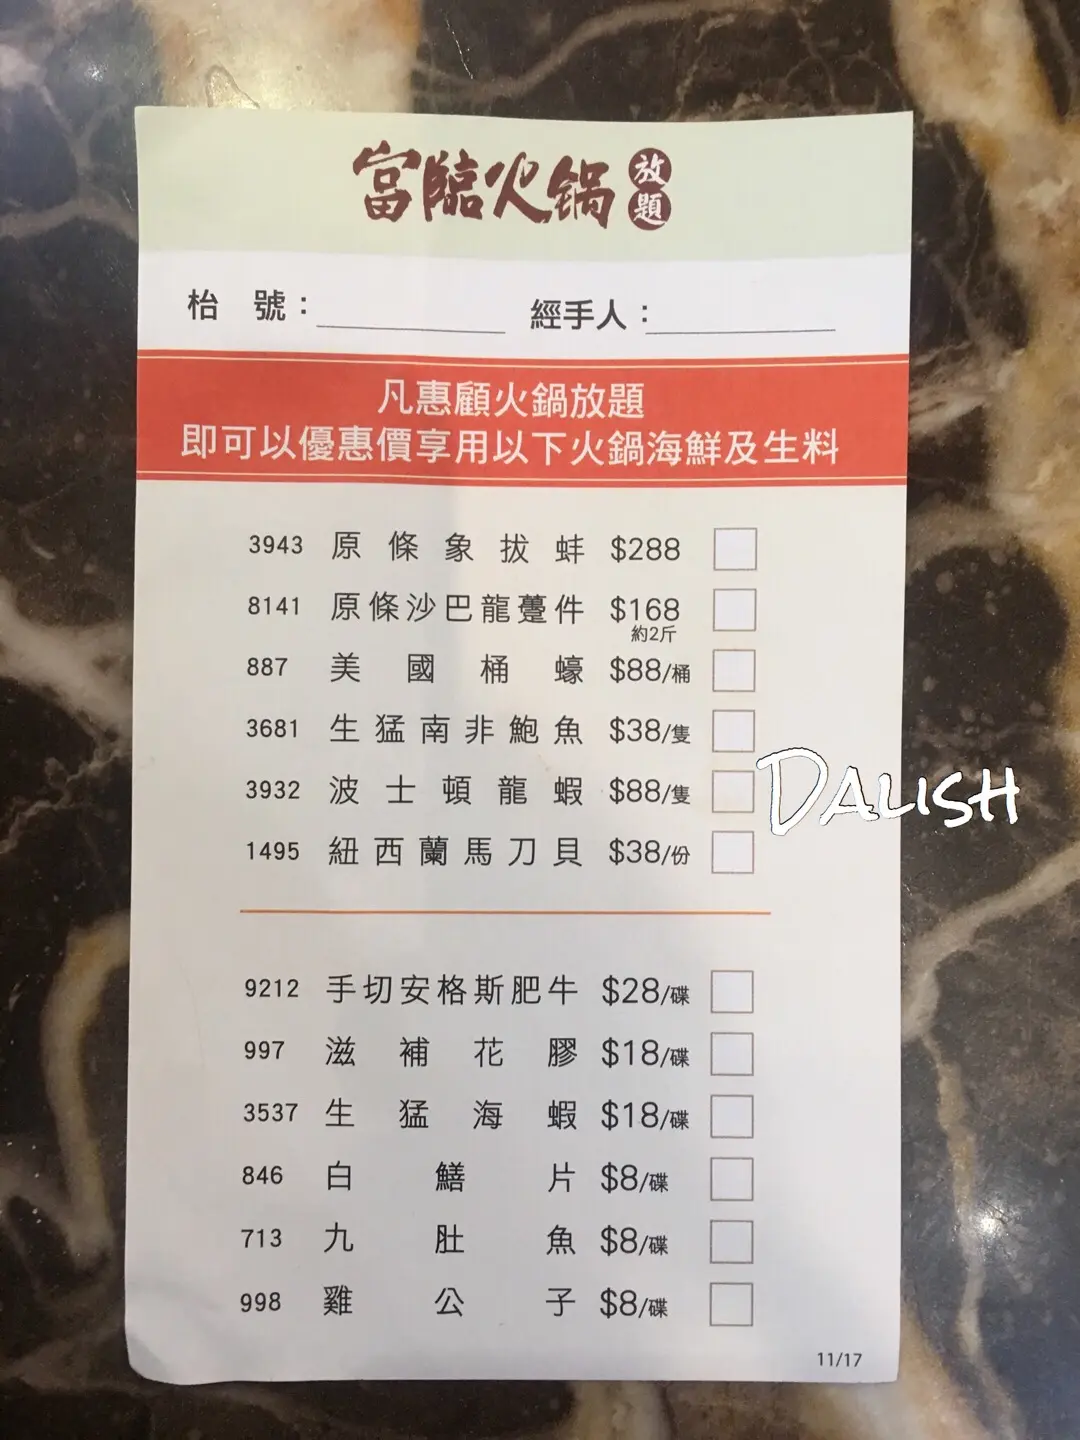 富臨火鍋放題
枱號：
經手人：
凡惠顧火鍋放題
即可以優惠價享用以下火鍋海鮮及生料
3943 原條象拔蚌 $288
8141 原條沙巴龍躉件 $168
約2斤
887 美國桶蠔 $88/桶
3681 生猛南非鮑魚 $38/隻
3932 波士頓龍蝦 $88/隻
1495 紐西蘭馬刀貝 $38/份
DALISH
9212 手切安格斯肥牛 $28/碟
997 滋補花膠 $18/碟
3537 生猛海蝦 $18/碟
846 白鱔片 $8/碟
713 九肚魚 $8/碟
998 雞公子 $8/碟
11/17